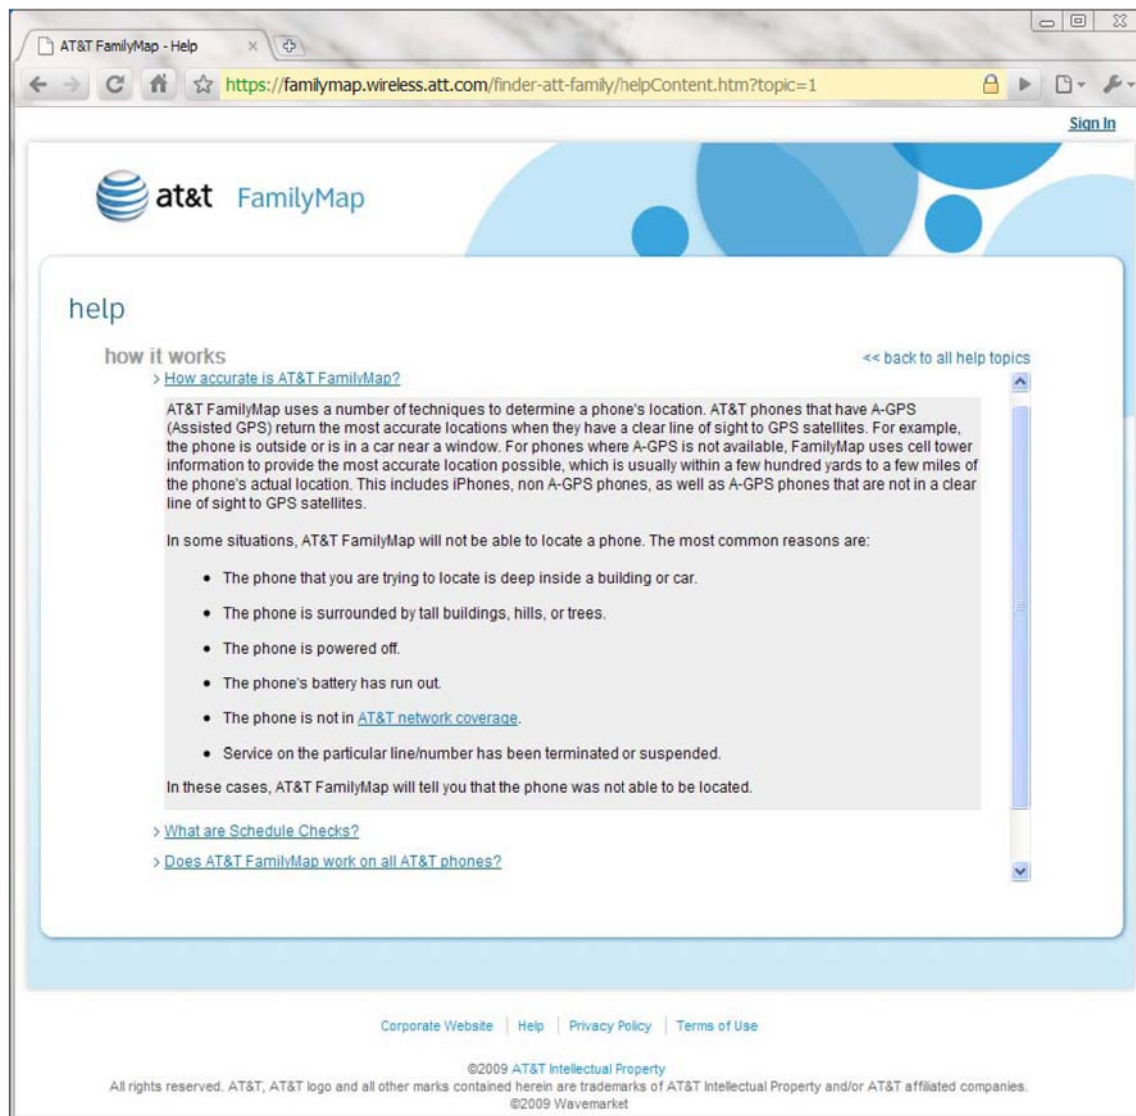 AT&T FamilyMap - Help
https://familymap.wireless.att.com/finder-att-family/helpContent.htm?topic=1
Sign In
at&t FamilyMap
help
how it works
<< back to all help topics
> How accurate is AT&T FamilyMap?
AT&T FamilyMap uses a number of techniques to determine a phone's location. AT&T phones that have A-GPS
(Assisted GPS) return the most accurate locations when they have a clear line of sight to GPS satellites. For example,
the phone is outside or is in a car near a window. For phones where A-GPS is not available, FamilyMap uses cell tower
information to provide the most accurate location possible, which is usually within a few hundred yards to a few miles of
the phone's actual location. This includes iPhones, non A-GPS phones, as well as A-GPS phones that are not in a clear
line of sight to GPS satellites.
In some situations, AT&T FamilyMap will not be able to locate a phone. The most common reasons are:
• The phone that you are trying to locate is deep inside a building or car.
• The phone is surrounded by tall buildings, hills, or trees.
• The phone is powered off.
• The phone's battery has run out.
• The phone is not in AT&T network coverage.
• Service on the particular line/number has been terminated or suspended.
In these cases, AT&T FamilyMap will tell you that the phone was not able to be located.
> What are Schedule Checks?
> Does AT&T FamilyMap work on all AT&T phones?
Corporate Website | Help | Privacy Policy | Terms of Use
©2009 AT&T Intellectual Property
All rights reserved. AT&T, AT&T logo and all other marks contained herein are trademarks of AT&T Intellectual Property and/or AT&T affiliated companies.
©2009 Wavemarket